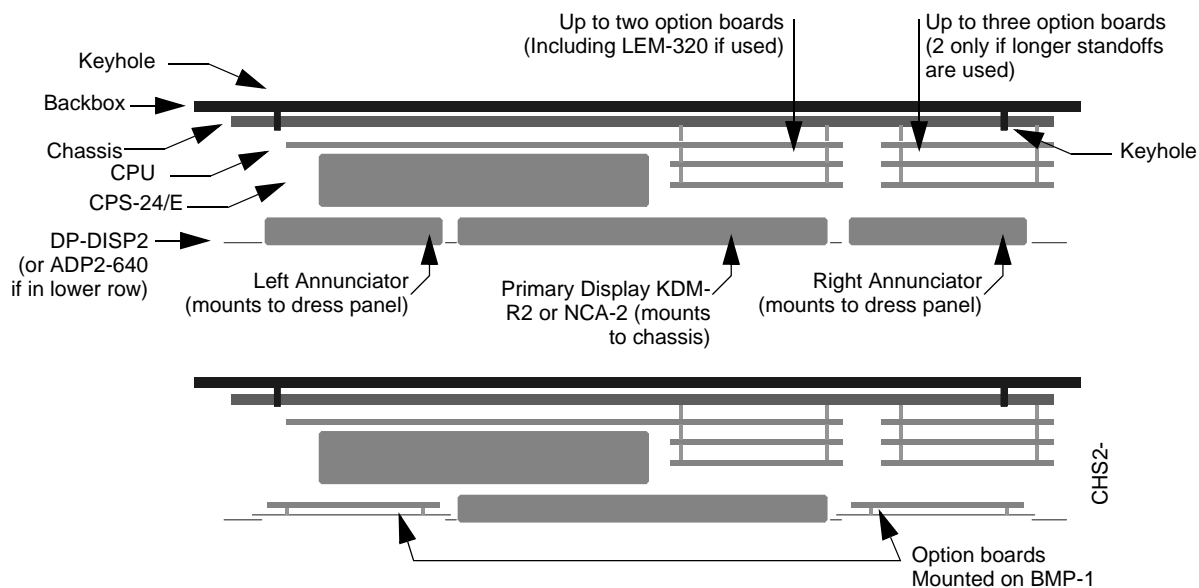 Up to two option boards
(Including LEM-320 if used)
Up to three option boards
(2 only if longer standoffs
are used)
Keyhole
Backbox
Chassis
CPU
CPS-24/E
Keyhole
DP-DISP2
(or ADP2-640
if in lower row)
Left Annunciator
(mounts to dress panel)
Primary Display KDM-
R2 or NCA-2 (mounts
to chassis)
Right Annunciator
(mounts to dress panel)
CHS2-
Option boards
Mounted on BMP-1